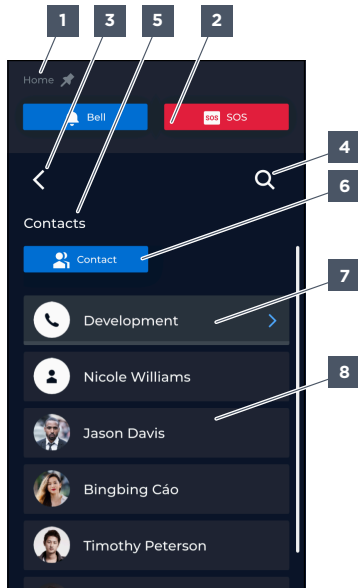 1
3
5
2
Home
Bell
SOS SOS
4
6
Contacts
Contact
7
Development
Nicole Williams
8
Jason Davis
Bingbing Cáo
Timothy Peterson